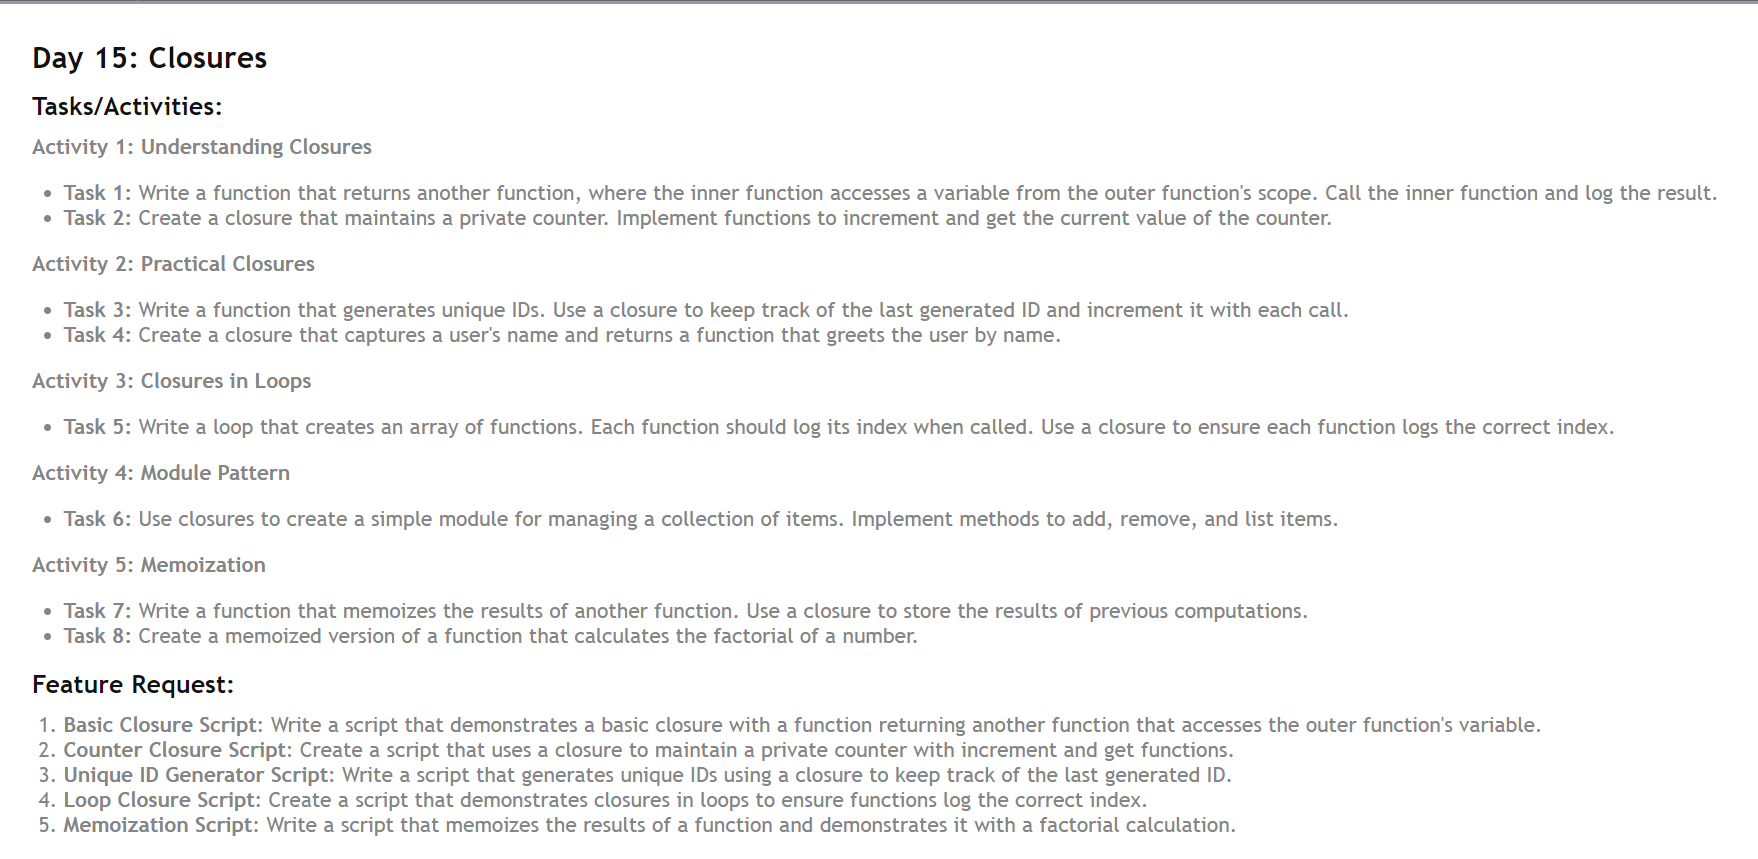 Day 15: Closures
Tasks/Activities:
Activity 1: Understanding Closures
• Task 1: Write a function that returns another function, where the inner function accesses a variable from the outer function's scope. Call the inner function and log the result.
• Task 2: Create a closure that maintains a private counter. Implement functions to increment and get the current value of the counter.
Activity 2: Practical Closures
• Task 3: Write a function that generates unique IDs. Use a closure to keep track of the last generated ID and increment it with each call.
• Task 4: Create a closure that captures a user's name and returns a function that greets the user by name.
Activity 3: Closures in Loops
• Task 5: Write a loop that creates an array of functions. Each function should log its index when called. Use a closure to ensure each function logs the correct index.
Activity 4: Module Pattern
• Task 6: Use closures to create a simple module for managing a collection of items. Implement methods to add, remove, and list items.
Activity 5: Memoization
• Task 7: Write a function that memoizes the results of another function. Use a closure to store the results of previous computations.
• Task 8: Create a memoized version of a function that calculates the factorial of a number.
Feature Request:
1. Basic Closure Script: Write a script that demonstrates a basic closure with a function returning another function that accesses the outer function's variable.
2. Counter Closure Script: Create a script that uses a closure to maintain a private counter with increment and get functions.
3. Unique ID Generator Script: Write a script that generates unique IDs using a closure to keep track of the last generated ID.
4. Loop Closure Script: Create a script that demonstrates closures in loops to ensure functions log the correct index.
5. Memoization Script: Write a script that memoizes the results of a function and demonstrates it with a factorial calculation.